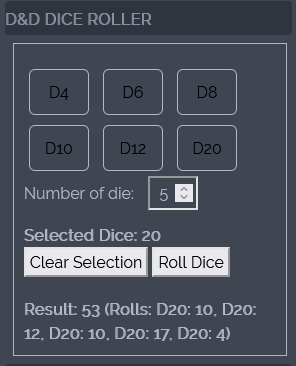 D&D DICE ROLLER
D4 D6 D8
D10 D12 D20
Number of die: 5
Selected Dice: 20
Clear Selection Roll Dice
Result: 53 (Rolls: D20: 10, D20:
12, D20: 10, D20: 17, D20: 4)